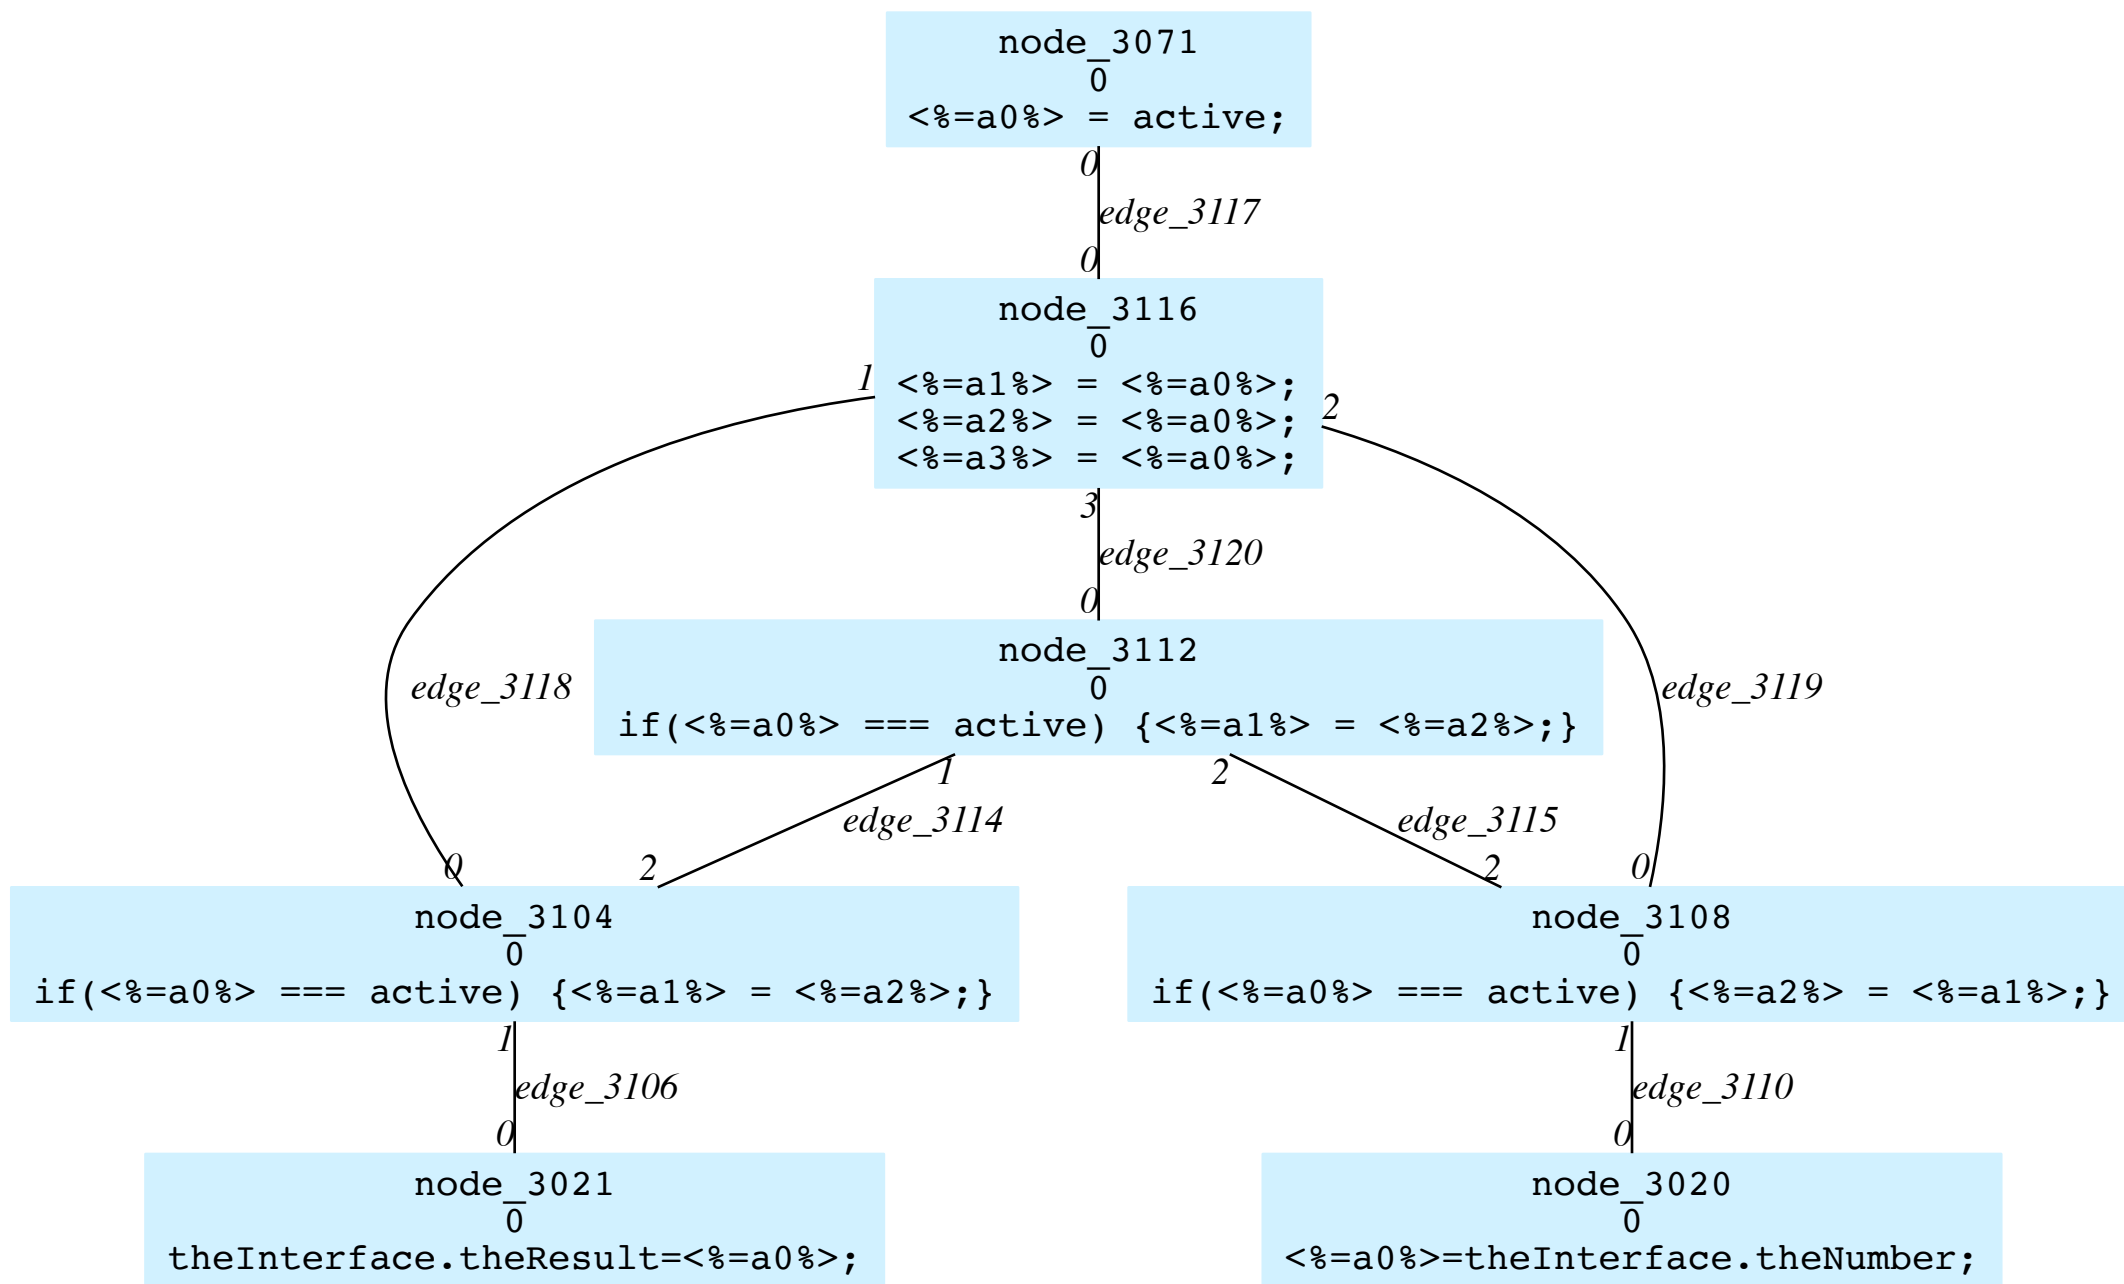 node_3071
0
<%=a0%> = active;
0
edge_3117
0
node_3116
0
<%=a1%> = <%=a0%>;
<%=a2%> = <%=a0%>;
<%=a3%> = <%=a0%>;
1
2
3
edge_3120
0
node_3112
0
if(<%=a0%> === active) {<%=a1%> = <%=a2%>;}
edge_3118
edge_3119
1
2
edge_3114
edge_3115
0
2
2
0
node_3104
0
if(<%=a0%> === active) {<%=a1%> = <%=a2%>;}
node_3108
0
if(<%=a0%> === active) {<%=a2%> = <%=a1%>;}
1
edge_3106
0
1
edge_3110
0
node_3021
0
theInterface.theResult=<%=a0%>;
node_3020
0
<%=a0%>=theInterface.theNumber;